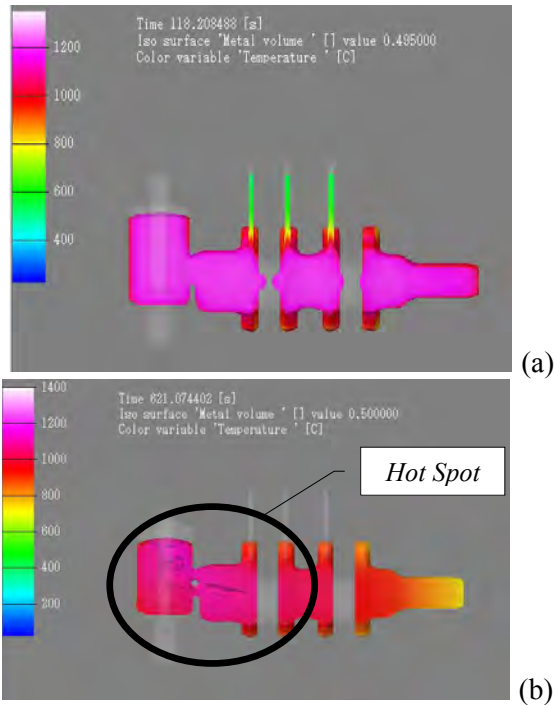 Time 118.208488 [s]
Iso surface 'Metal volume ' [] value 0.495000
Color variable 'Temperature ' [C]
1200
1000
800
600
400
(a)
Time 621.074402 [s]
Iso surface 'Metal volume ' [] value 0.500000
Color variable 'Temperature ' [C]
1400
1200
1000
800
600
400
200
Hot Spot
(b)